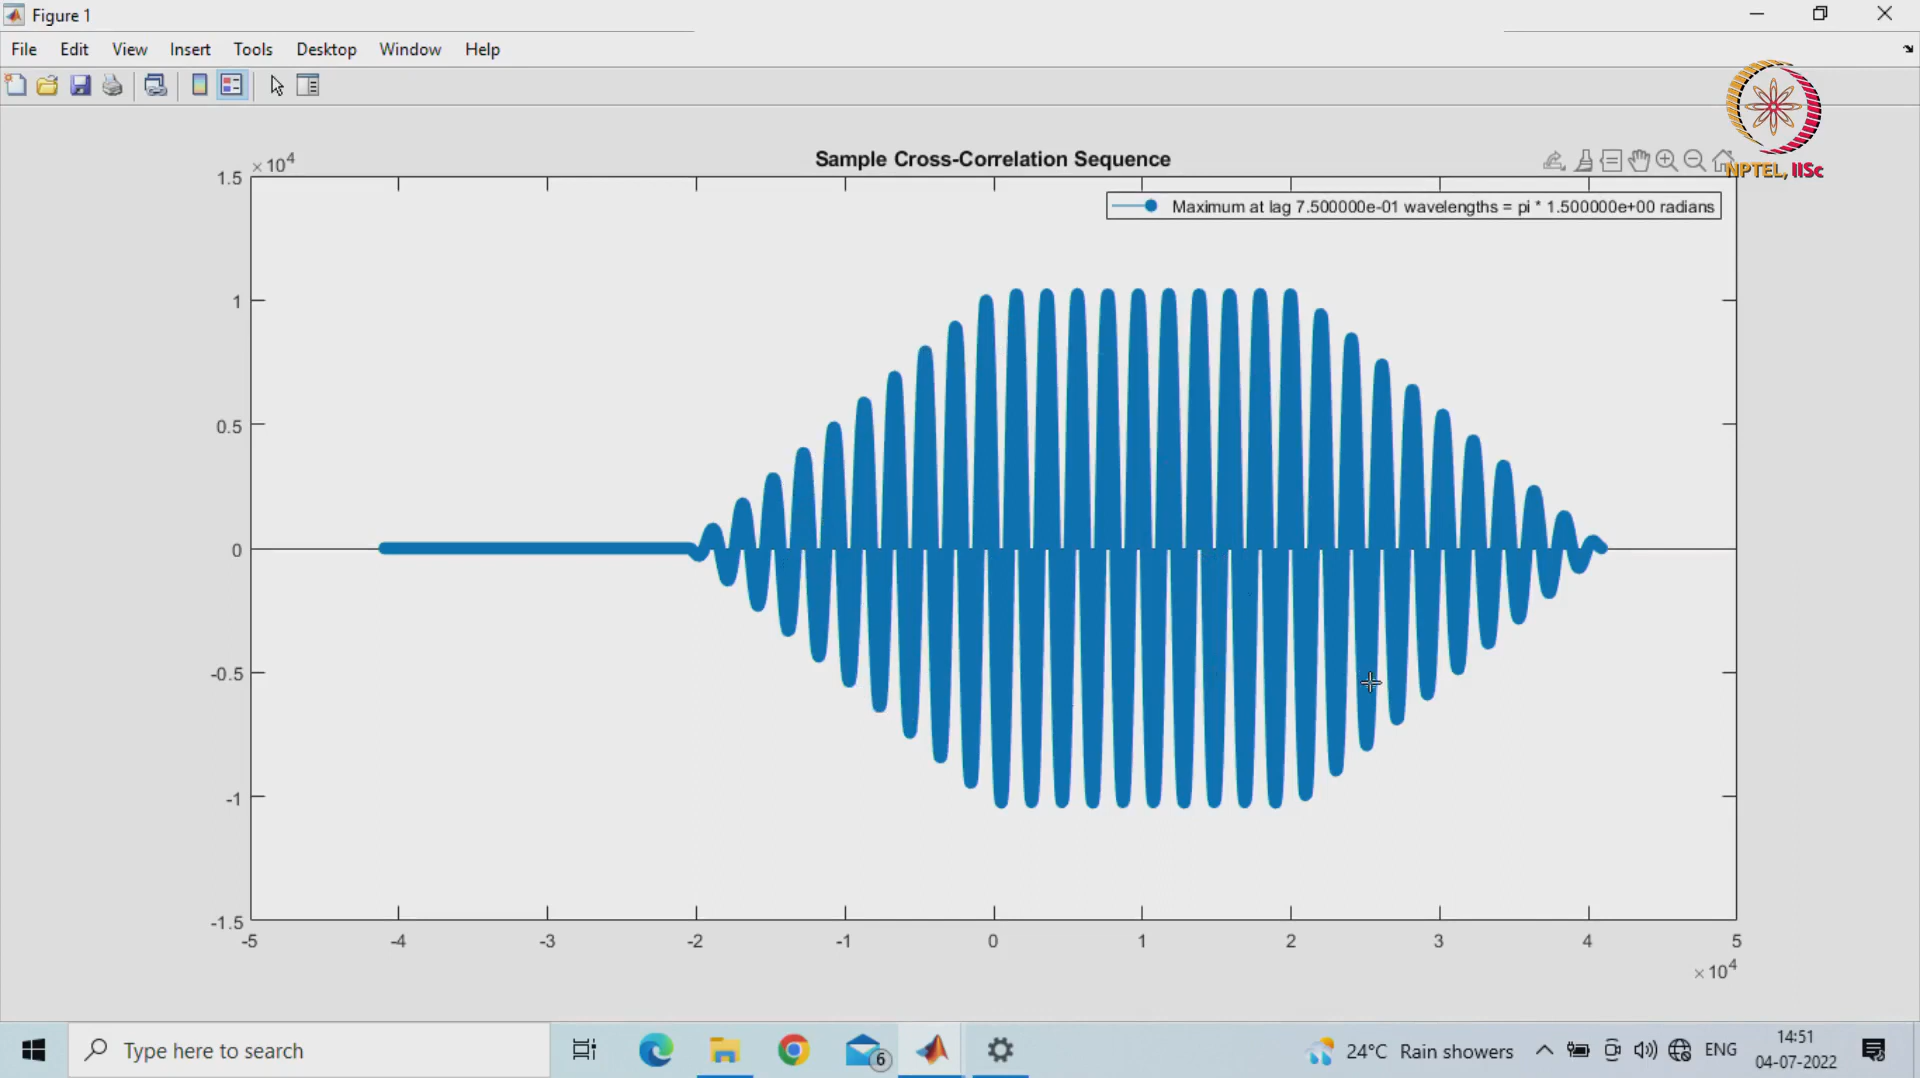 Figure 1
File Edit View Insert Tools Desktop Window Help
NPTEL, IISc
Sample Cross-Correlation Sequence
×10^4
Maximum at lag 7.500000e-01 wavelengths = pi * 1.500000e+00 radians
1.5
1
0.5
0
-0.5
-1
-1.5
-5 -4 -3 -2 -1 0 1 2 3 4 5
×10^4
Type here to search
6
24°C Rain showers
ENG
14:51
04-07-2022